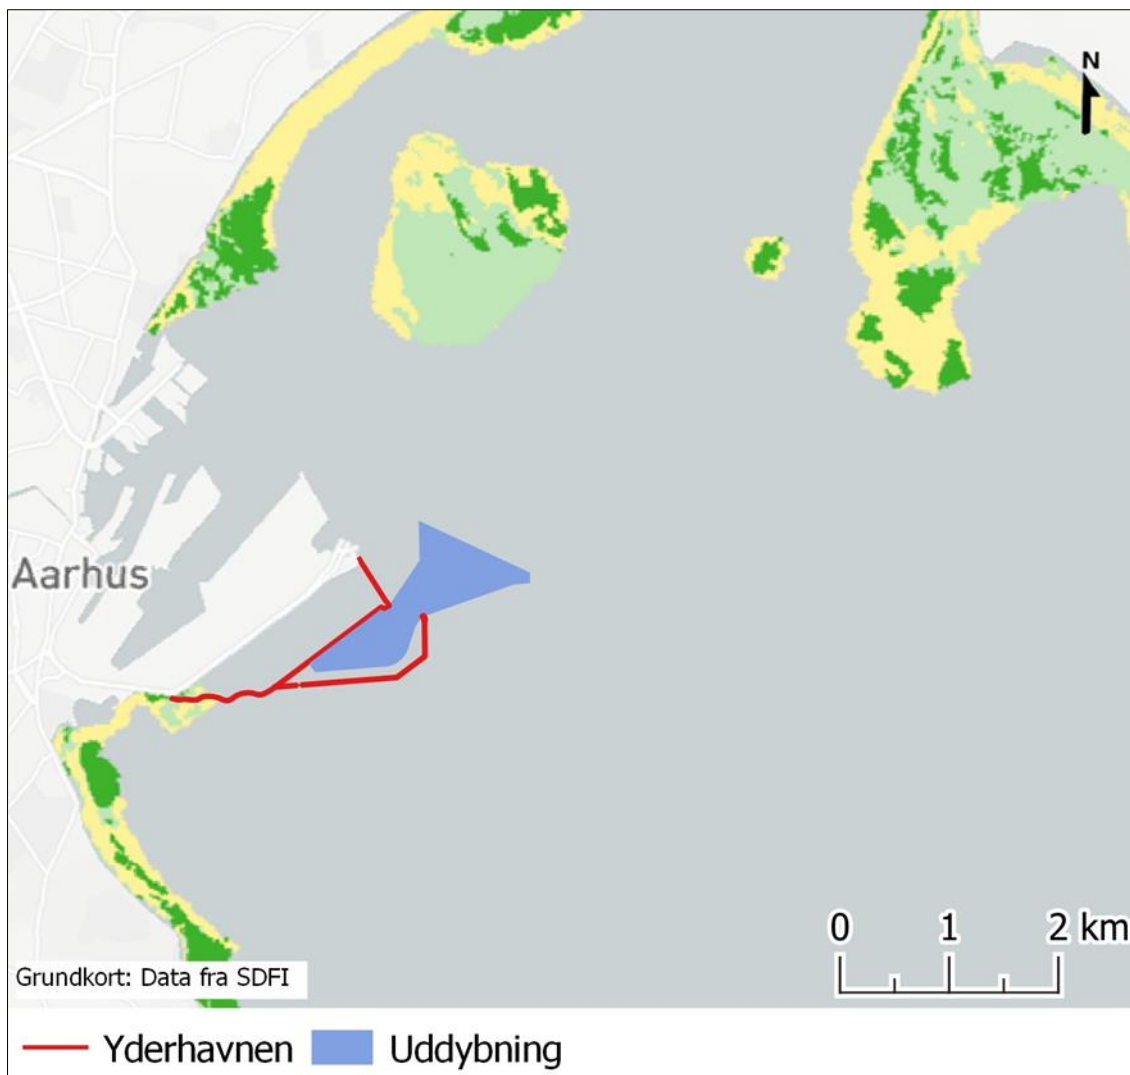 N
Aarhus
0 1 2 km
Grundkort: Data fra SDFI
Yderhavnen Uddybning